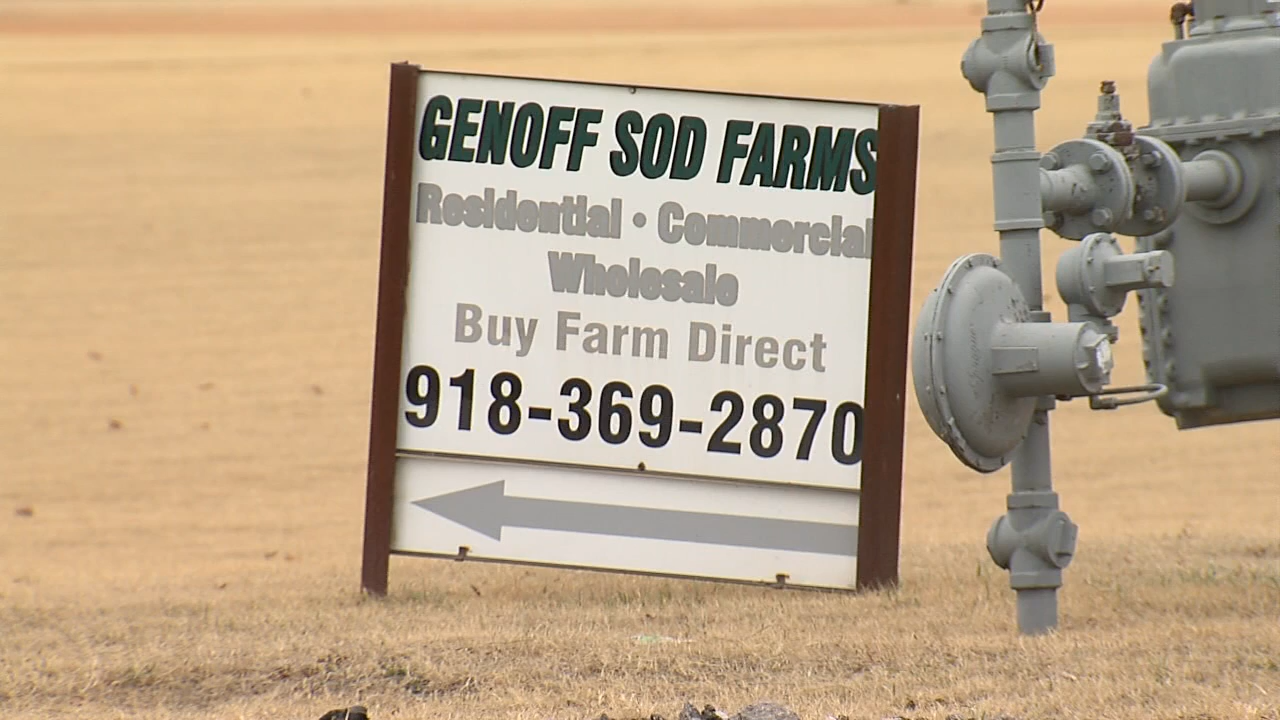 GENOFF SOD FARMS
Residential • Commercial
Wholesale
Buy Farm Direct
918-369-2870